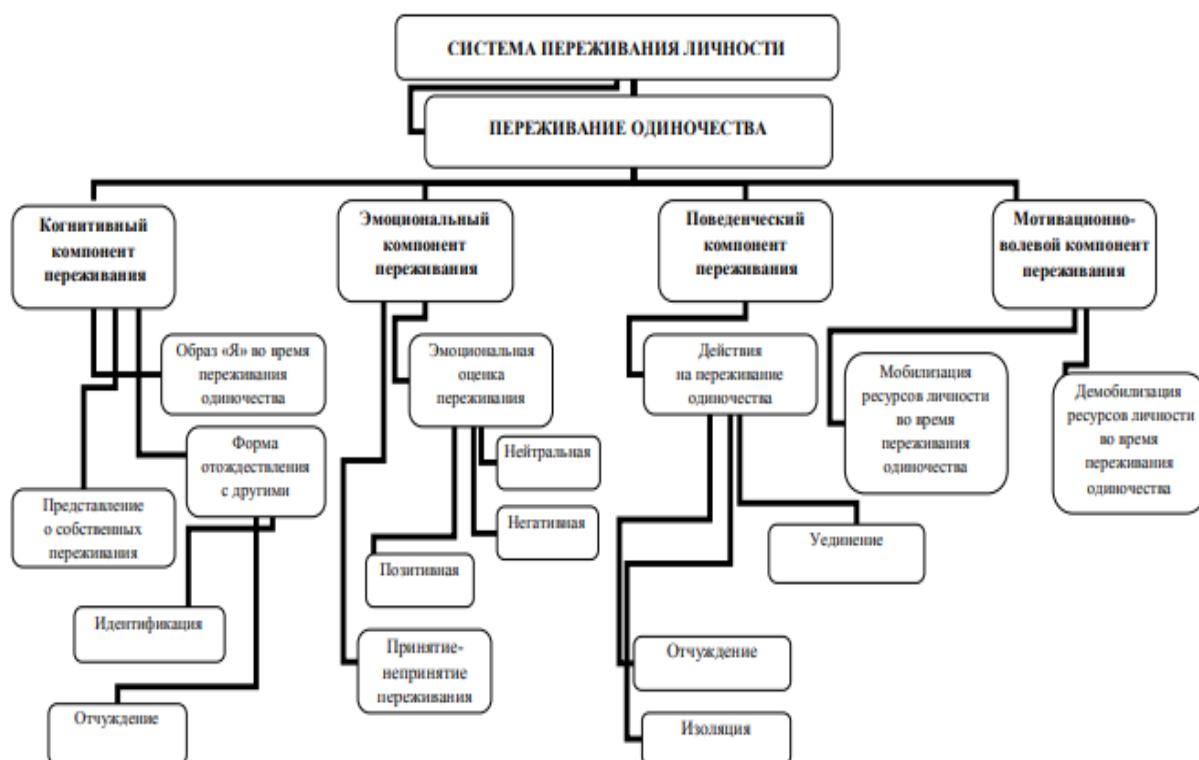 СИСТЕМА ПЕРЕЖИВАНИЯ ЛИЧНОСТИ
ПЕРЕЖИВАНИЕ ОДИНОЧЕСТВА
Когнитивный
компонент
переживания
Эмоциональный
компонент
переживания
Поведенческий
компонент
переживания
Мотивационно-
волевой компонент
переживания
Образ «Я» во время
переживания
одиночества
Форма
отождествления
с другими
Представление
о собственных
переживания
Идентификация
Отчуждение
Эмоциональная
оценка
переживания
Нейтральная
Негативная
Позитивная
Принятие-
непринятие
переживания
Действия
на переживание
одиночества
Уединение
Отчуждение
Изоляция
Мобилизация
ресурсов личности
во время
переживания
одиночества
Демобилизация
ресурсов личности
во время
переживания
одиночества